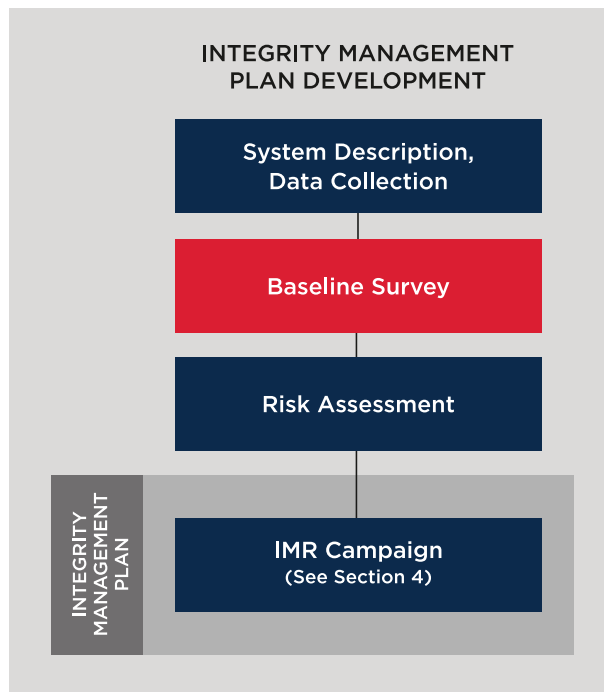 INTEGRITY MANAGEMENT
PLAN DEVELOPMENT
System Description,
Data Collection
Baseline Survey
Risk Assessment
INTEGRITY
MANAGEMENT
PLAN
IMR Campaign
(See Section 4)